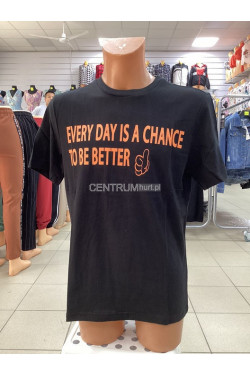 EVERY DAY IS A CHANCE
TO BE BETTER
CENTRUMhurt.pl